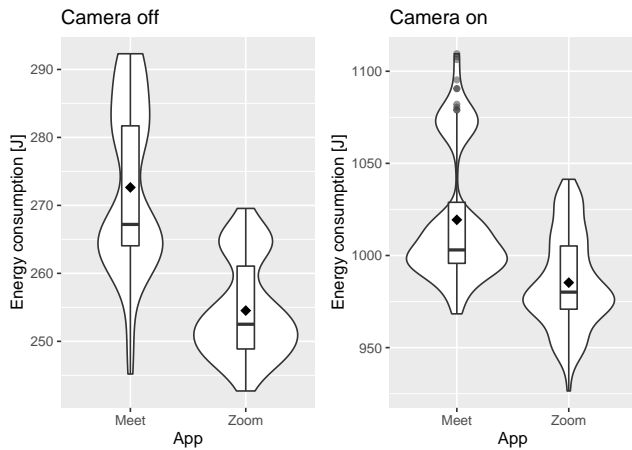 Camera off
Energy consumption [J]
290
280
270
260
250
Meet
Zoom
App
Camera on
Energy consumption [J]
1100
1050
1000
950
Meet
Zoom
App